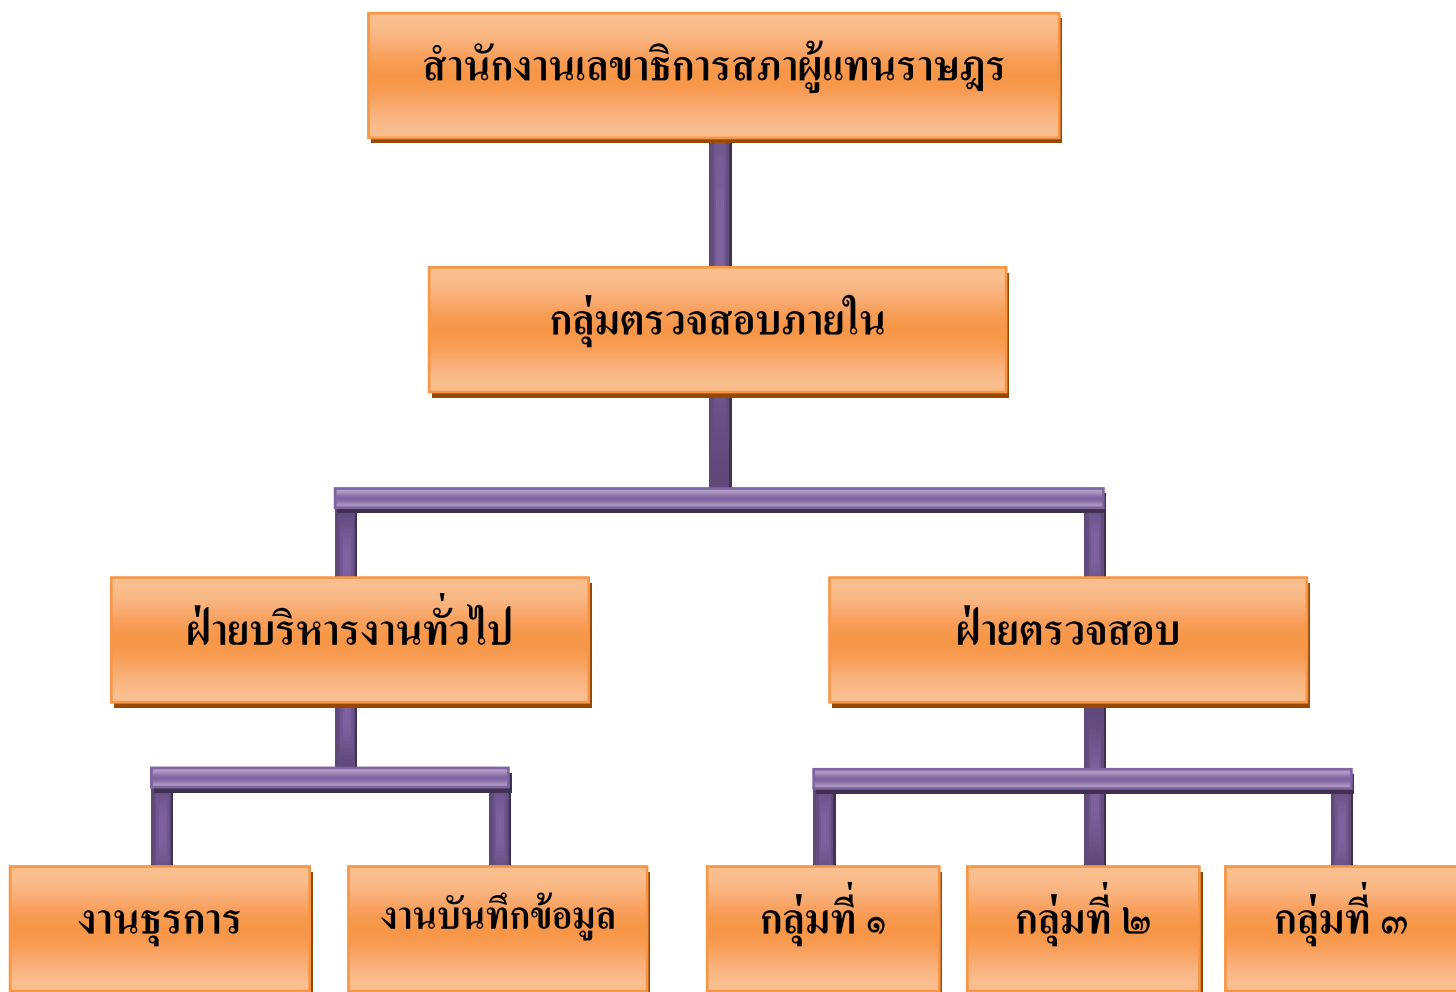 สำนักงานเลขาธิการสภาผู้แทนราษฎร
กลุ่มตรวจสอบภายใน
ฝ่ายบริหารงานทั่วไป
ฝ่ายตรวจสอบ
งานธุรการ
งานบันทึกข้อมูล
กลุ่มที่ ๑
กลุ่มที่ ๒
กลุ่มที่ ๓